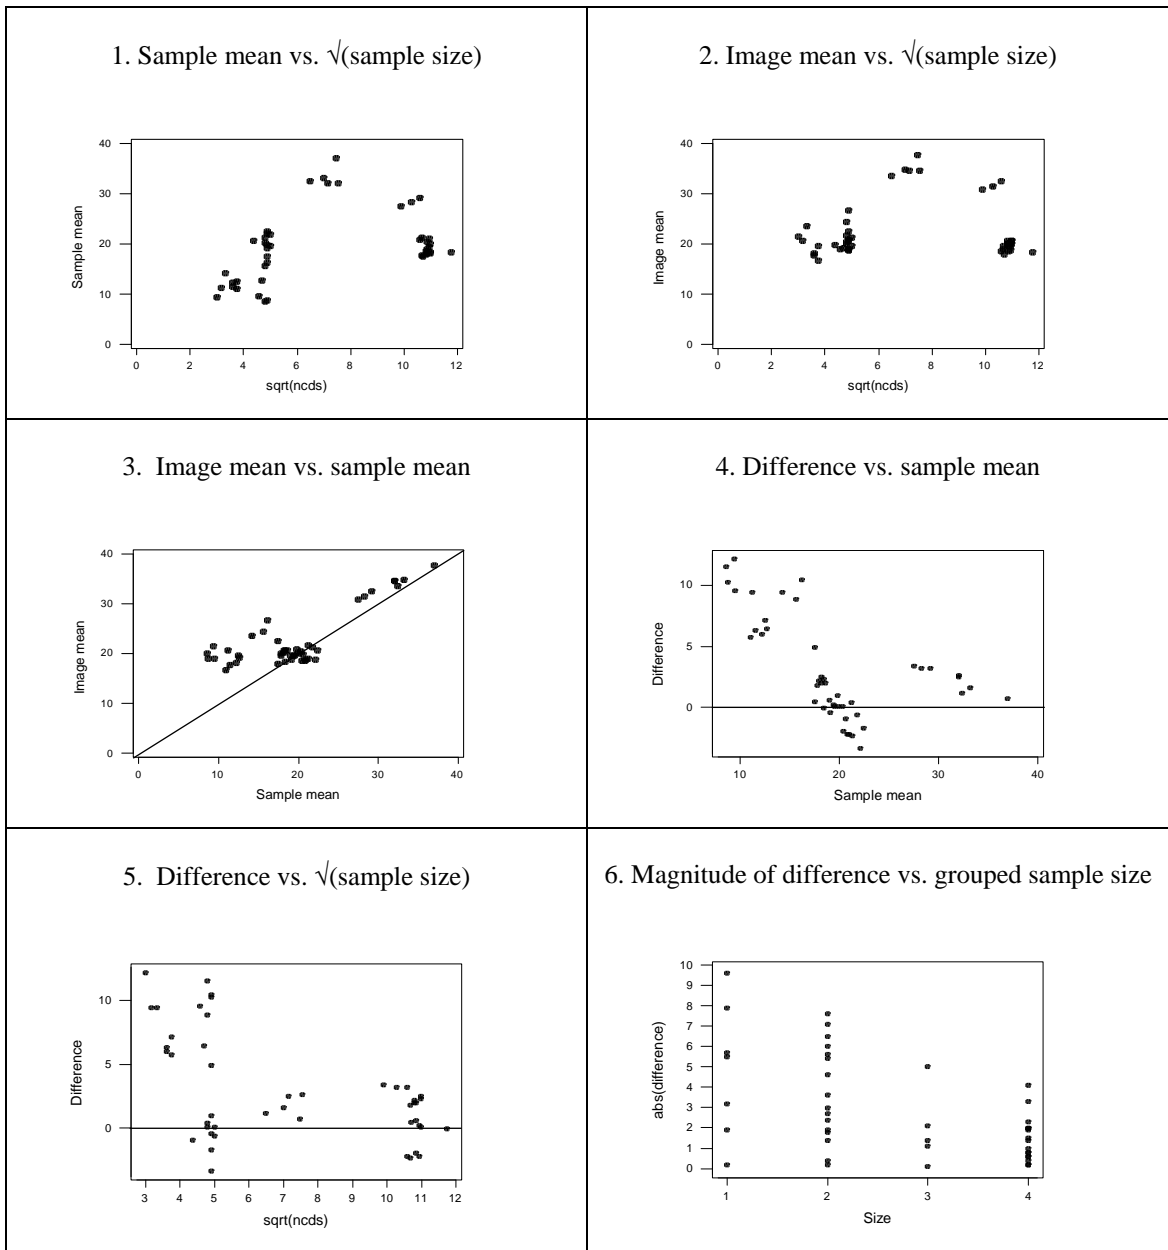 1. Sample mean vs. √(sample size)
40
30
20
10
0
Sample mean
0 2 4 6 8 10 12
sqrt(ncds)
2. Image mean vs. √(sample size)
40
30
20
10
0
Image mean
0 2 4 6 8 10 12
sqrt(ncds)
3. Image mean vs. sample mean
40
30
20
10
0
Image mean
0 10 20 30 40
Sample mean
4. Difference vs. sample mean
10
5
0
Difference
10 20 30 40
Sample mean
5. Difference vs. √(sample size)
10
5
0
Difference
3 4 5 6 7 8 9 10 11 12
sqrt(ncds)
6. Magnitude of difference vs. grouped sample size
10
9
8
7
6
5
4
3
2
1
0
abs(difference)
1 2 3 4
Size